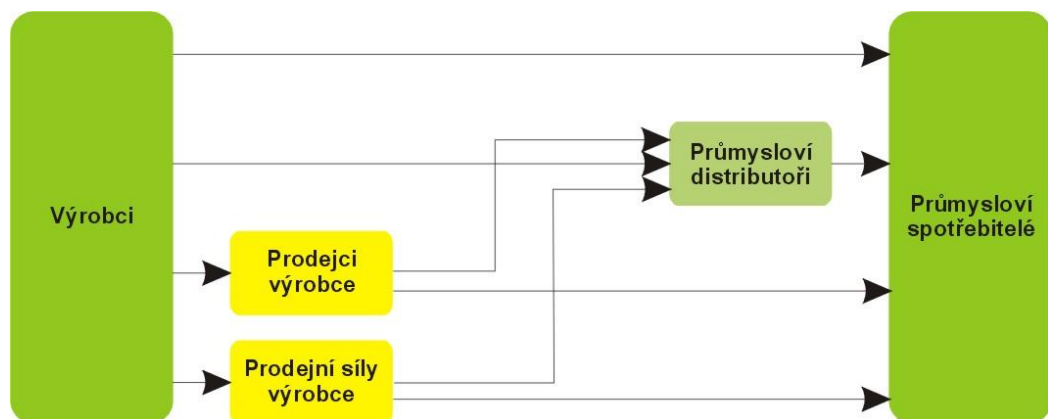 Výrobci
Prodejci
výrobce
Prodejní síly
výrobce
Průmysloví
distributoři
Průmysloví
spotřebitelé